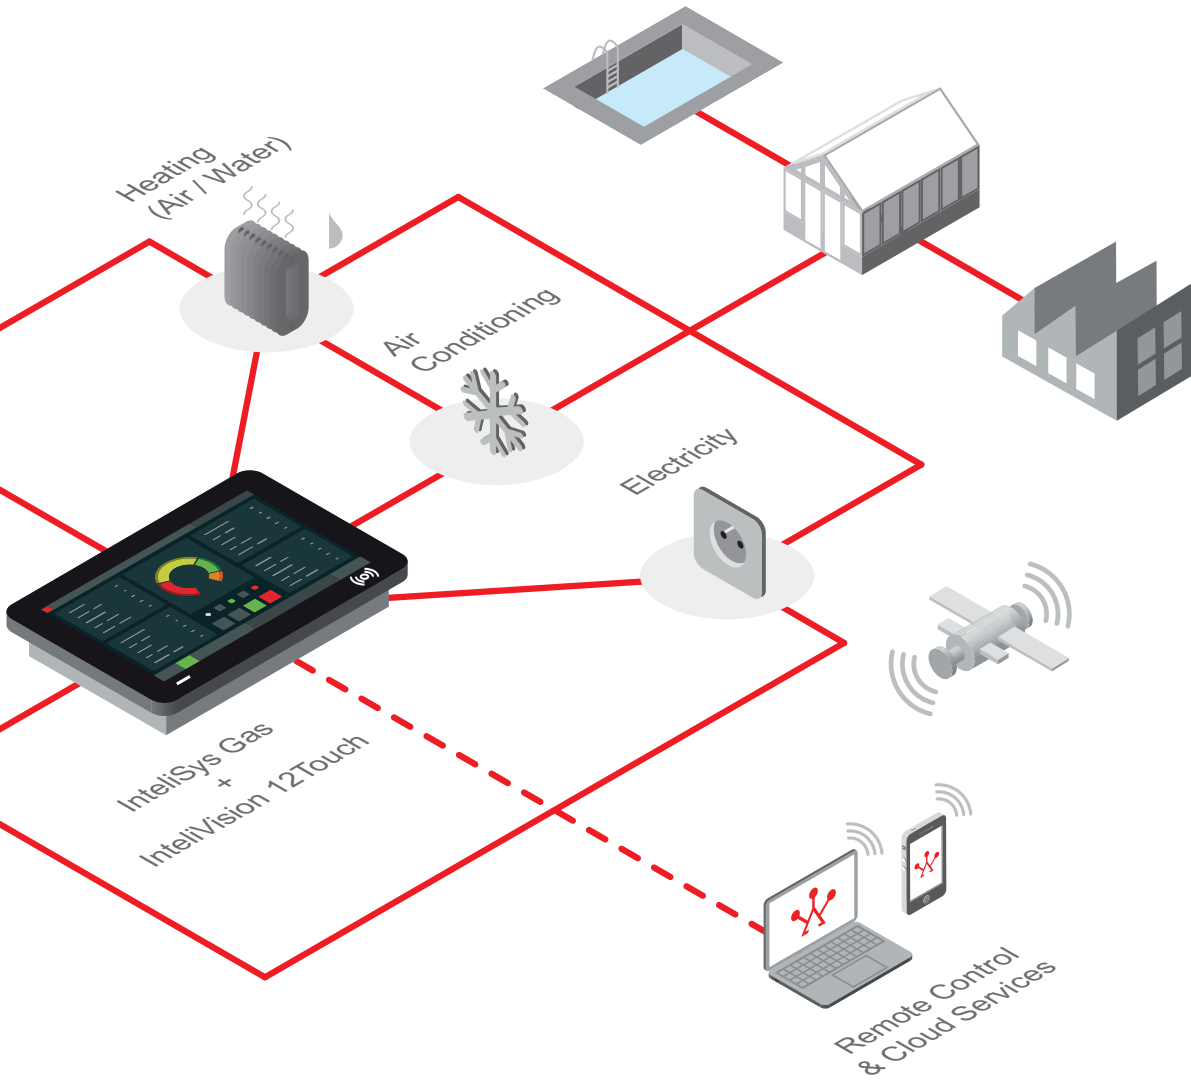 Heating
(Air / Water)
Air
Conditioning
Electricity
InteliSys Gas
+
InteliVision 12Touch
Remote Control
& Cloud Services